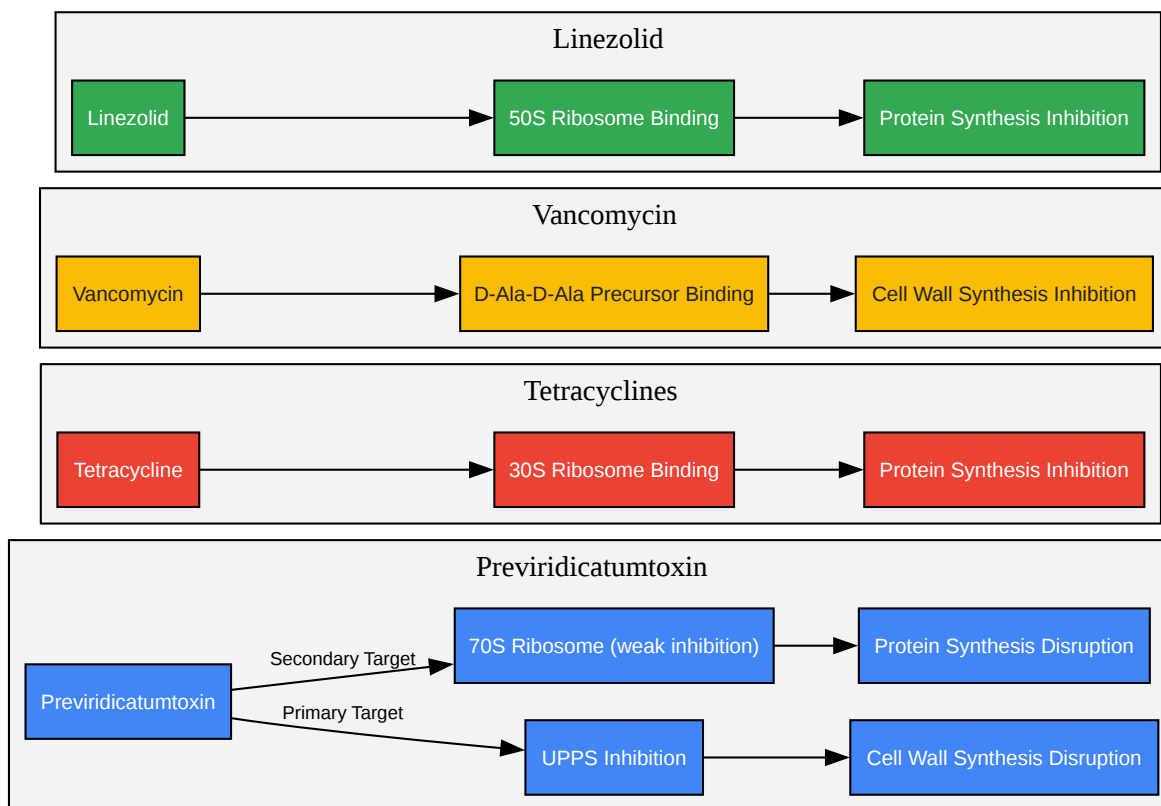 Linezolid
Linezolid
50S Ribosome Binding
Protein Synthesis Inhibition
Vancomycin
Vancomycin
D-Ala-D-Ala Precursor Binding
Cell Wall Synthesis Inhibition
Tetracyclines
Tetracycline
30S Ribosome Binding
Protein Synthesis Inhibition
Previridicatumtoxin
Previridicatumtoxin
Secondary Target
70S Ribosome (weak inhibition)
Protein Synthesis Disruption
Primary Target
UPPS Inhibition
Cell Wall Synthesis Disruption